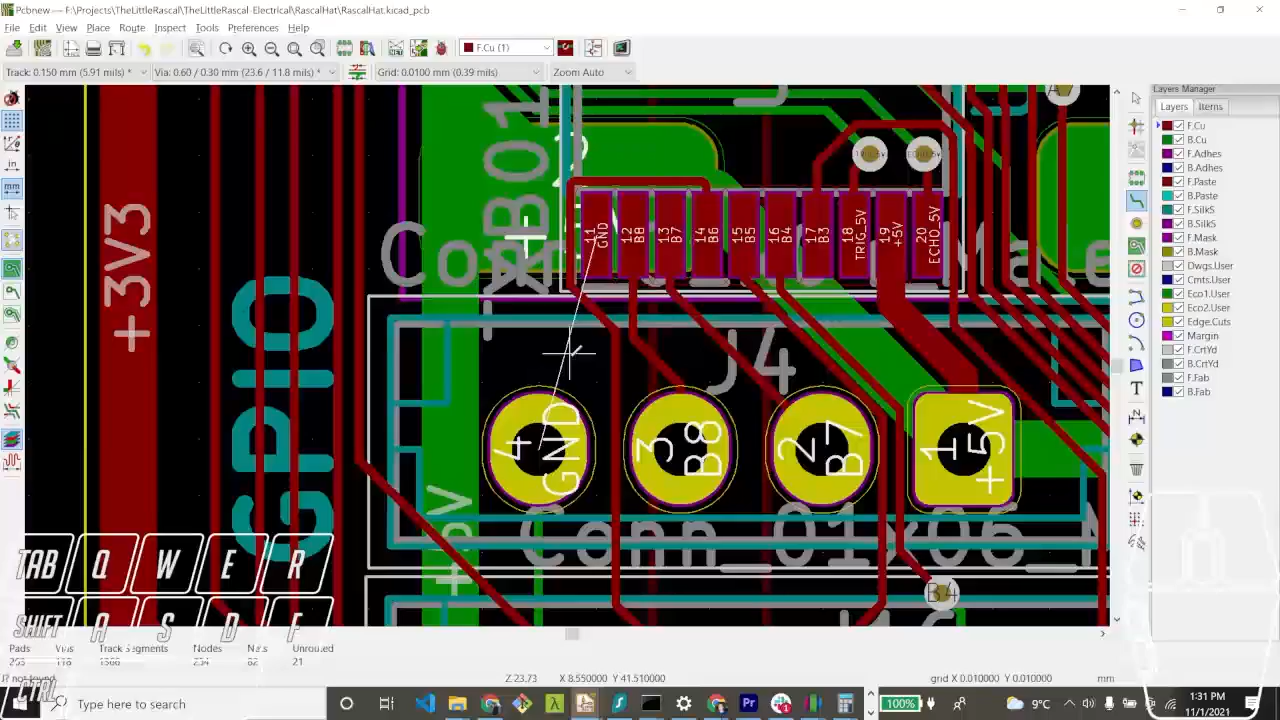 Pcbnew — F:\Projects\TheLittleRascal\TheLittleRascal-Electrical\RascalHat\RascalHat.kicad_pcb
File Edit View Place Route Inspect Tools Preferences Help
F.Cu (1)
Track: 0.150 mm (5.91 mils) *
Via: 0.60 / 0.30 mm (23.6 / 11.8 mils) *
Grid: 0.0100 mm (0.39 mils)
Zoom Auto
Layers Manager
Layers Items
F.Cu
B.Cu
F.Adhes
B.Adhes
F.Paste
B.Paste
F.SilkS
B.SilkS
F.Mask
B.Mask
Dwgs.User
Cmts.User
Eco1.User
Eco2.User
Edge.Cuts
Margin
F.CrtYd
B.CrtYd
F.Fab
B.Fab
in
mm
+3V3
GPIO
TXB01
11 GND
12 B8
13 B7
14 B6
15 B5
16 B4
17 B3
18 TRIG_5V
19 +5V
20 ECHO_5V
J4
4 GND
3 B8
2 B7
1 +5V
+5V
Conn_01x06_
B4
TAB Q W E R
SHIFT A S D F
CTRL
Pads Vias Track Segments Nodes Nets Unrouted
21
Z 23.73
X 8.550000 Y 41.510000
grid X 0.010000 Y 0.010000
mm
Type here to search
100%
9°C
1:31 PM
11/1/2021